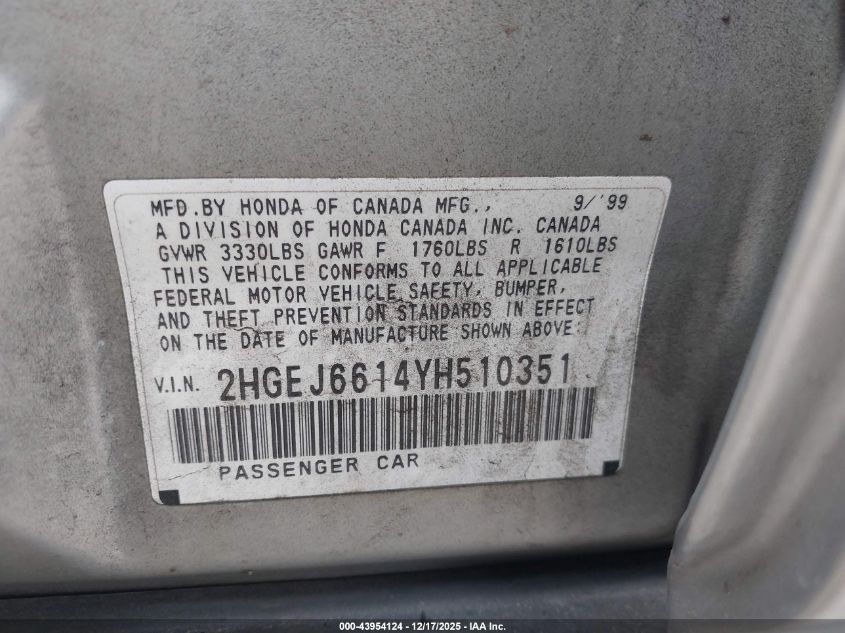 MFD.BY HONDA OF CANADA MFG., 9/'99
A DIVISION OF HONDA CANADA INC. CANADA
GVWR 3330LBS GAWR F 1760LBS R 1610LBS
THIS VEHICLE CONFORMS TO ALL APPLICABLE
FEDERAL MOTOR VEHICLE SAFETY, BUMPER,
AND THEFT PREVENTION STANDARDS IN EFFECT
ON THE DATE OF MANUFACTURE SHOWN ABOVE.
V.I.N. 2HGEJ6614YH510351
PASSENGER CAR
000-43954124 - 12/17/2025 - IAA Inc.